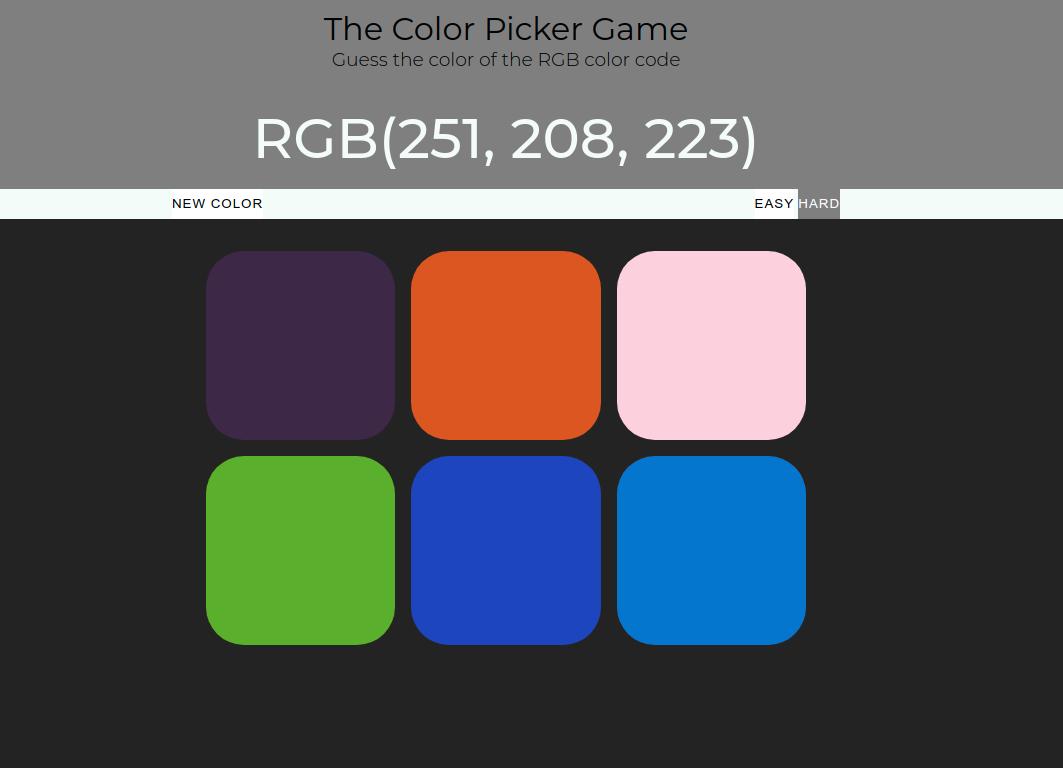 The Color Picker Game
Guess the color of the RGB color code
RGB(251, 208, 223)
NEW COLOR EASY HARD